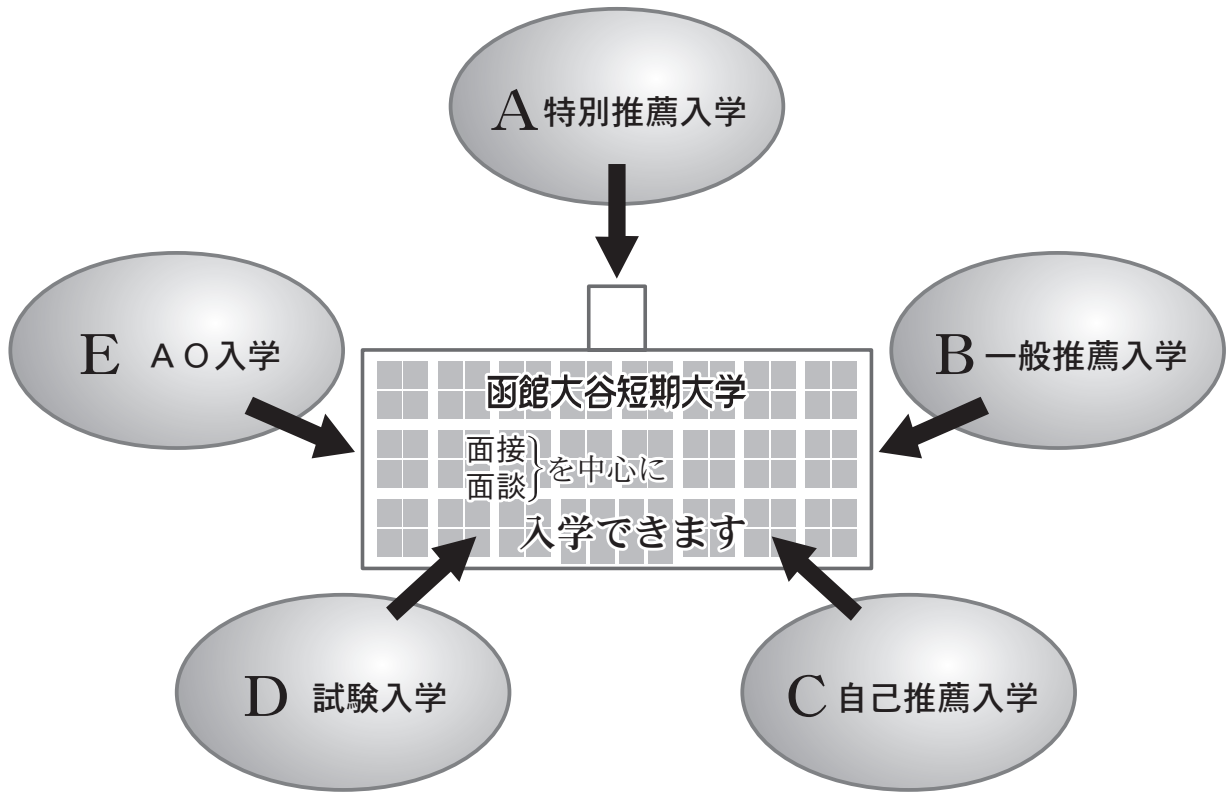 A 特別推薦入学
E AO入学
B 一般推薦入学
函館大谷短期大学
面接
面談
}を中心に
入学できます
D 試験入学
C 自己推薦入学